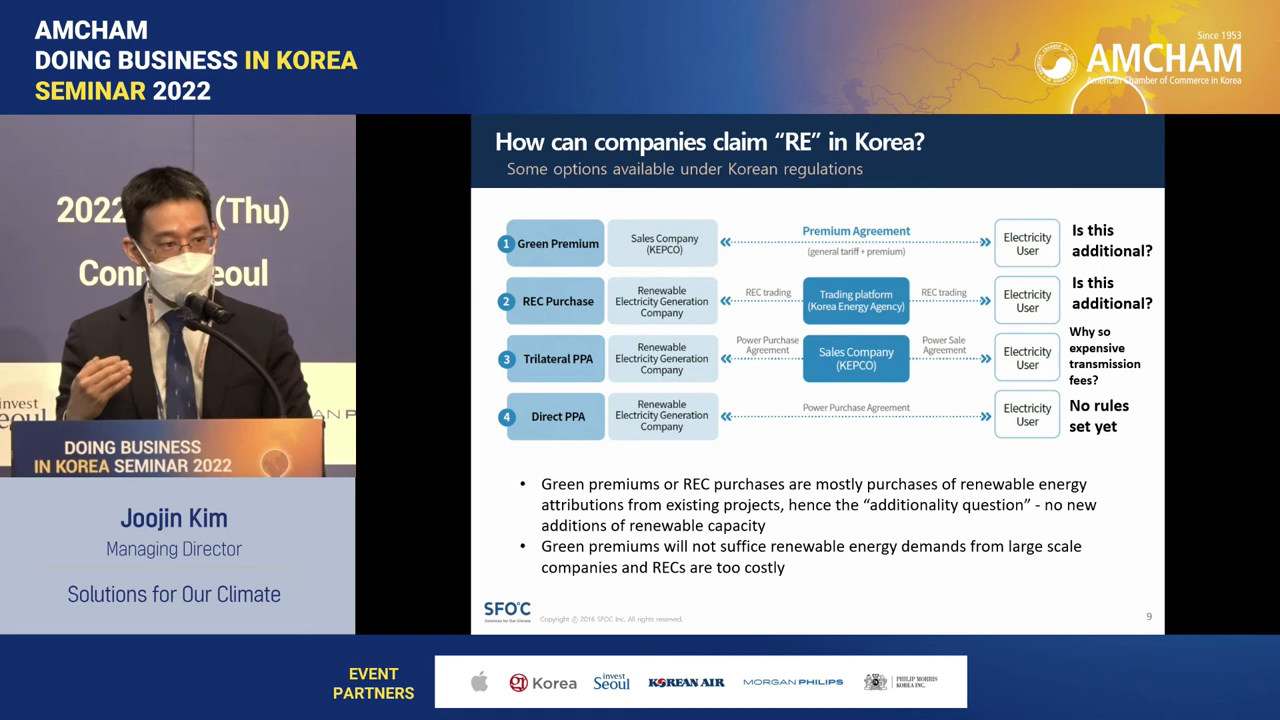 AMCHAM
DOING BUSINESS IN KOREA
SEMINAR 2022
Since 1953
AMCHAM
American Chamber of Commerce in Korea
2022 (Thu)
Seoul
invest
Seoul
DOING BUSINESS
IN KOREA SEMINAR 2022
Joojin Kim
Managing Director
Solutions for Our Climate
How can companies claim “RE” in Korea?
Some options available under Korean regulations
1 Green Premium
Sales Company
(KEPCO)
Premium Agreement
(general tariff + premium)
Electricity
User
Is this
additional?
2 REC Purchase
Renewable
Electricity Generation
Company
REC trading
Trading platform
(Korea Energy Agency)
REC trading
Electricity
User
Is this
additional?
3 Trilateral PPA
Renewable
Electricity Generation
Company
Power Purchase
Agreement
Sales Company
(KEPCO)
Power Sale
Agreement
Electricity
User
Why so
expensive
transmission
fees?
4 Direct PPA
Renewable
Electricity Generation
Company
Power Purchase Agreement
Electricity
User
No rules
set yet
• Green premiums or REC purchases are mostly purchases of renewable energy
attributions from existing projects, hence the “additionality question” - no new
additions of renewable capacity
• Green premiums will not suffice renewable energy demands from large scale
companies and RECs are too costly
SFOC
Solutions for Our Climate
Copyright ⓒ 2016 SFOC Inc. All rights reserved.
9
EVENT
PARTNERS
Korea
invest
Seoul
KOREAN AIR
MORGAN PHILIPS
PHILIP MORRIS
KOREA INC.